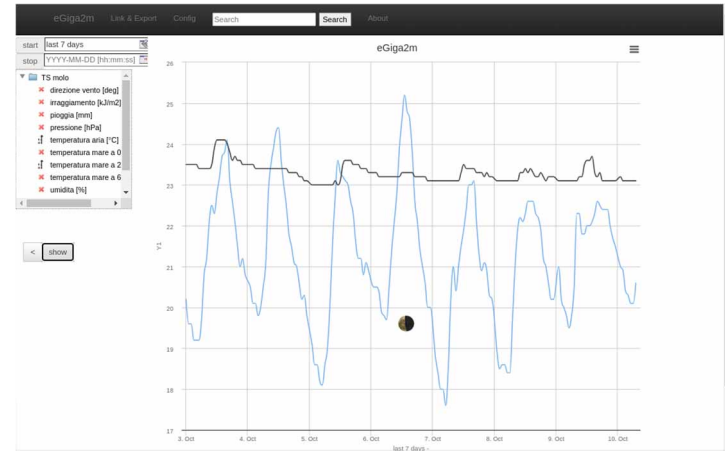 eGiga2m Link & Export Config Search Search About
start last 7 days
stop YYYY-MM-DD [hh:mm:ss]
TS molo
direzione vento [deg]
irraggiamento [kJ/m2]
pioggia [mm]
pressione [hPa]
temperatura aria [°C]
temperatura mare a 0
temperatura mare a 2
temperatura mare a 6
umidita [%]
< show
eGiga2m
26
25
24
23
22
21
20
19
18
17
Y1
3. Oct 4. Oct 5. Oct 6. Oct 7. Oct 8. Oct 9. Oct 10. Oct
last 7 days -